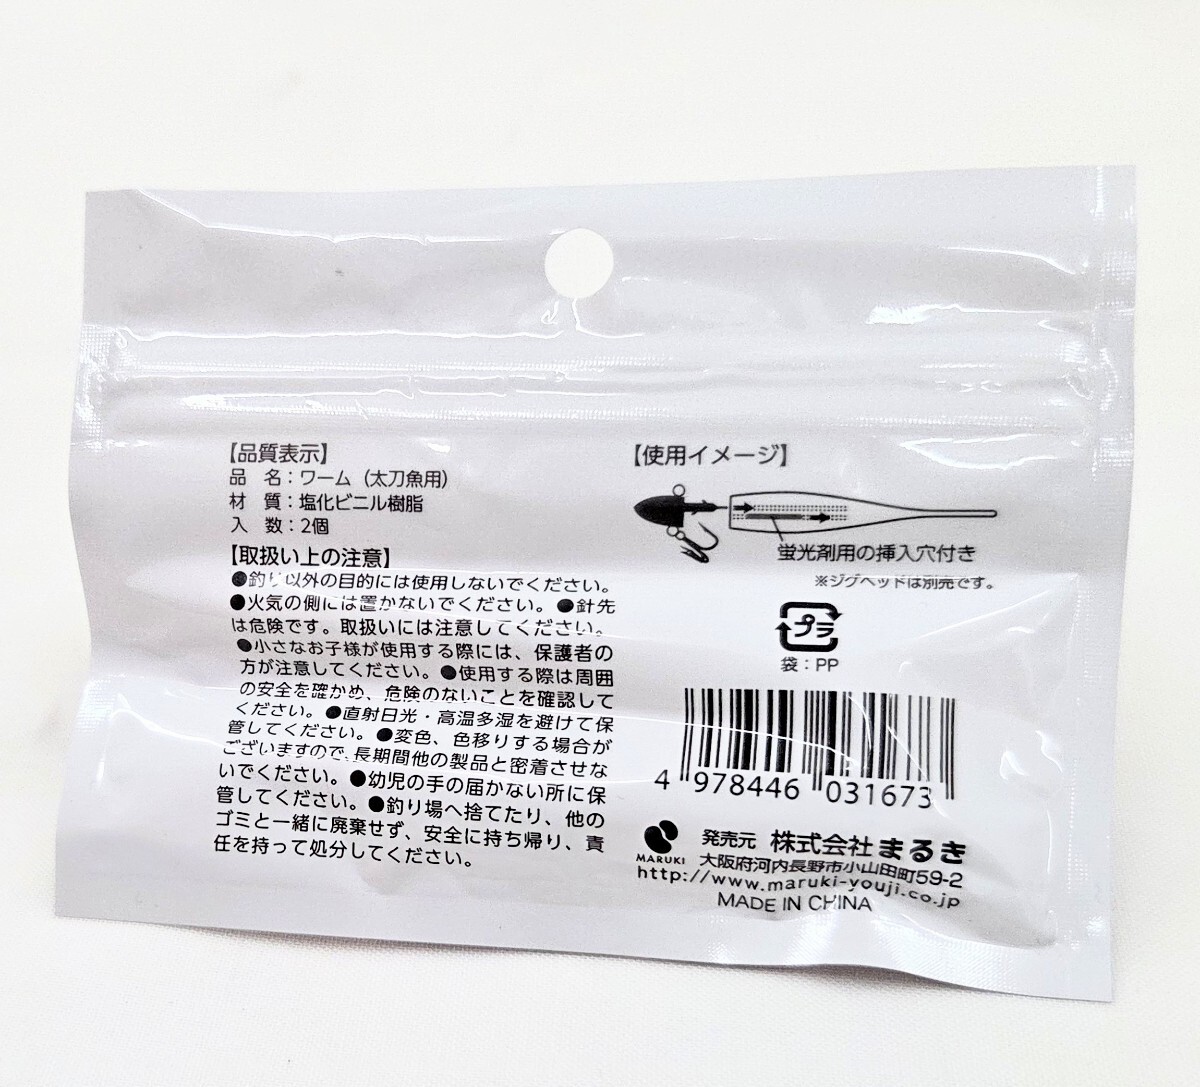 【品質表示】
品　名：ワーム（太刀魚用）
材　質：塩化ビニル樹脂
入　数：2個
【取扱い上の注意】
●釣り以外の目的には使用しないでください。
●火気の側には置かないでください。●針先
は危険です。取扱いには注意してください。
●小さなお子様が使用する際には、保護者の
方が注意してください。●使用する際は周囲
の安全を確かめ、危険のないことを確認して
ください。●直射日光・高温多湿を避けて保
管してください。●変色、色移りする場合が
ございますので、長期間他の製品と密着させな
いでください。●幼児の手の届かない所に保
管してください。●釣り場へ捨てたり、他の
ゴミと一緒に廃棄せず、安全に持ち帰り、責
任を持って処分してください。
【使用イメージ】
蛍光剤用の挿入穴付き
※ジグヘッドは別売です。
プラ
袋：PP
4 978446 031673
MARUKI
発売元　株式会社まるき
大阪府河内長野市小山田町59-2
http://www.maruki-youji.co.jp
MADE IN CHINA